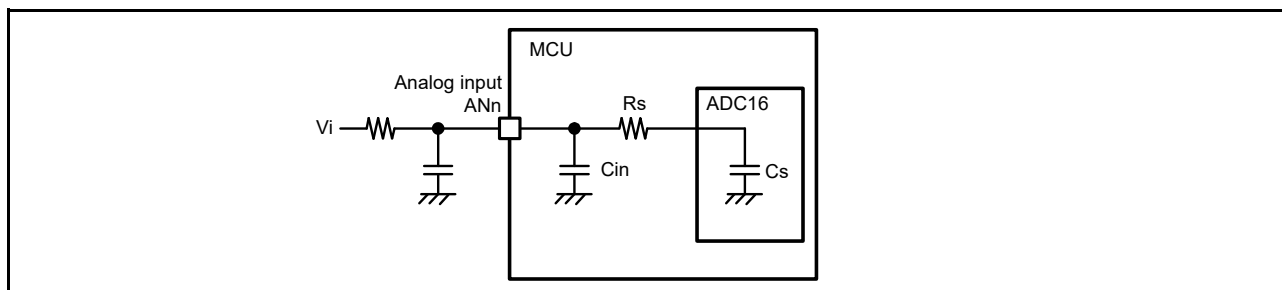 MCU
Analog input
ANn
Rs
ADC16
Vi
Cin
Cs